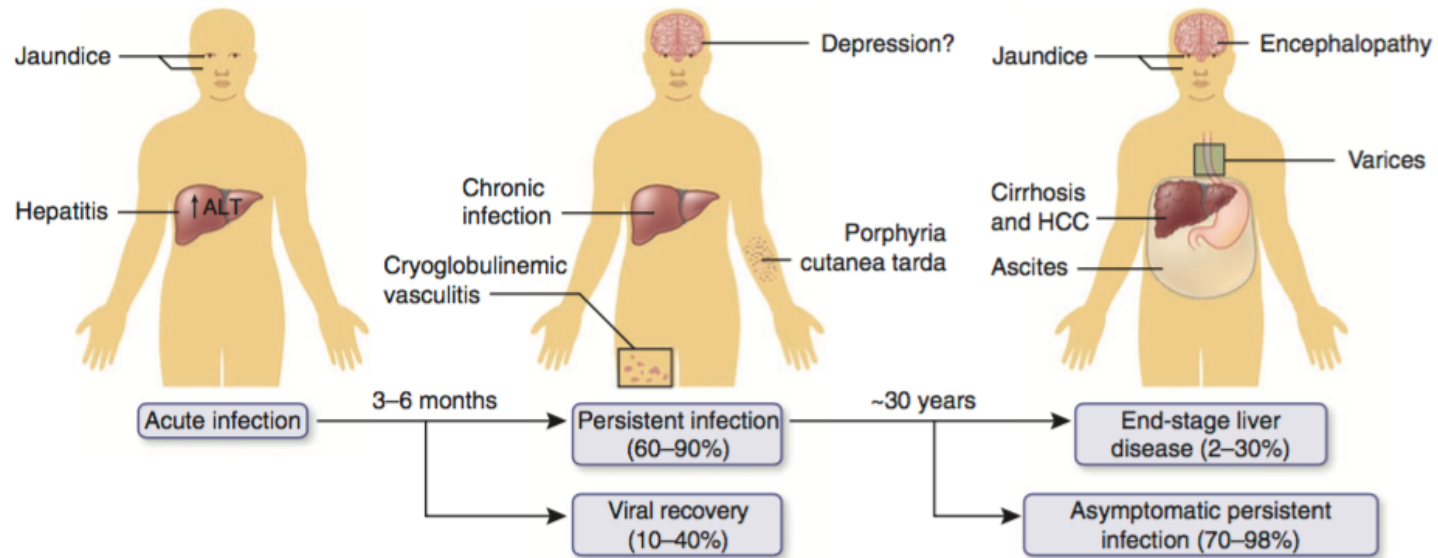 Jaundice
Hepatitis
↑ALT
Depression?
Chronic
infection
Cryoglobulinemic
vasculitis
Porphyria
cutanea tarda
Jaundice
Encephalopathy
Varices
Cirrhosis
and HCC
Ascites
Acute infection
3–6 months
Persistent infection
(60–90%)
Viral recovery
(10–40%)
~30 years
End-stage liver
disease (2–30%)
Asymptomatic persistent
infection (70–98%)